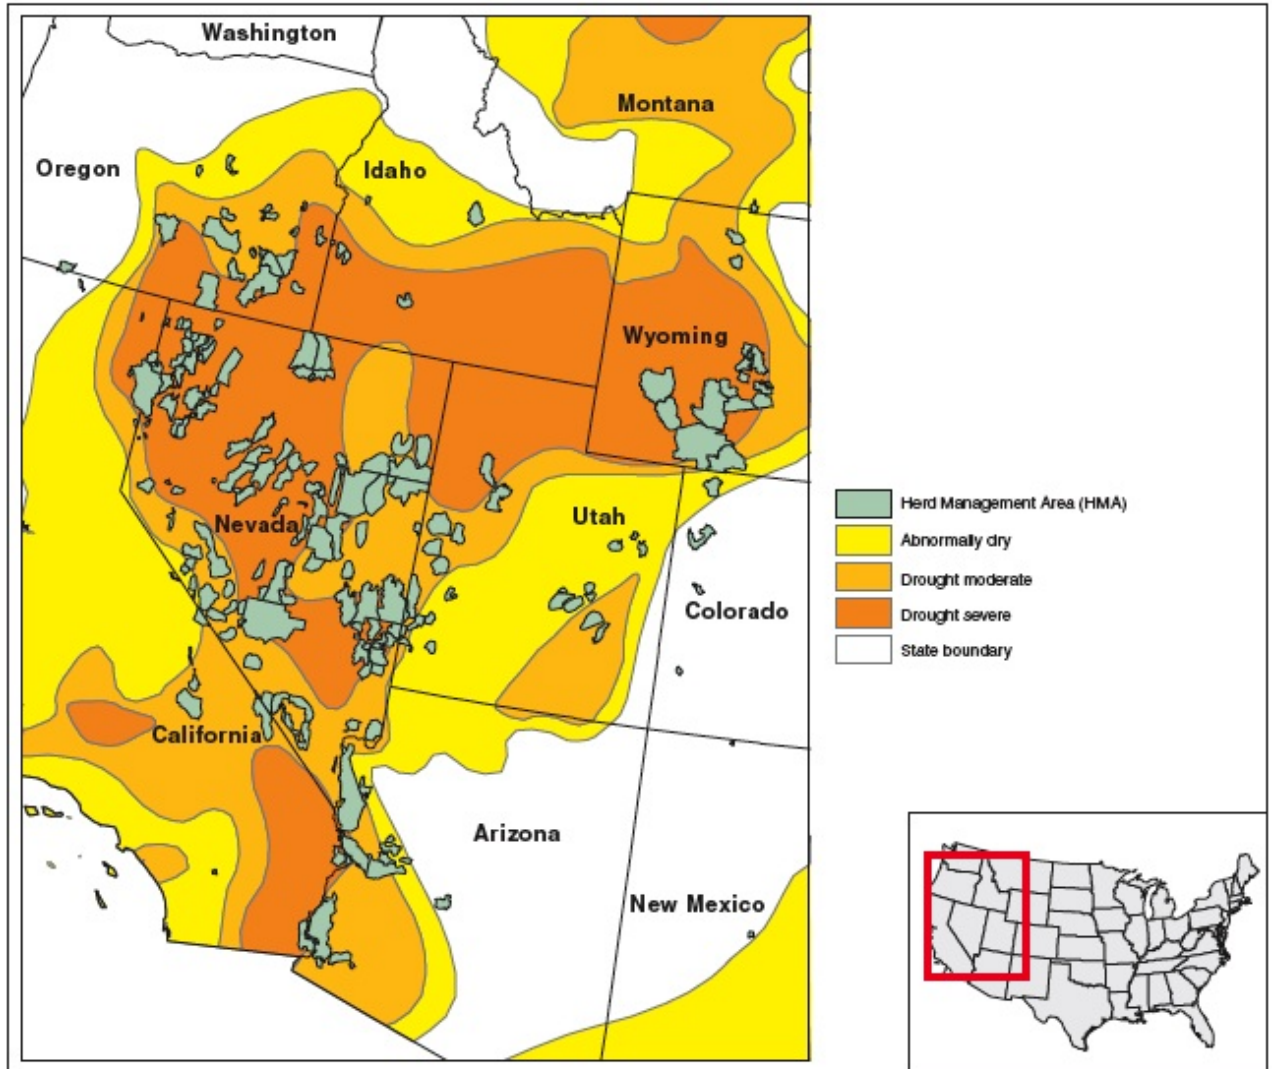 Washington
Montana
Oregon
Idaho
Wyoming
Nevada
Utah
Colorado
California
Arizona
New Mexico
Herd Management Area (HMA)
Abnormally dry
Drought moderate
Drought severe
State boundary